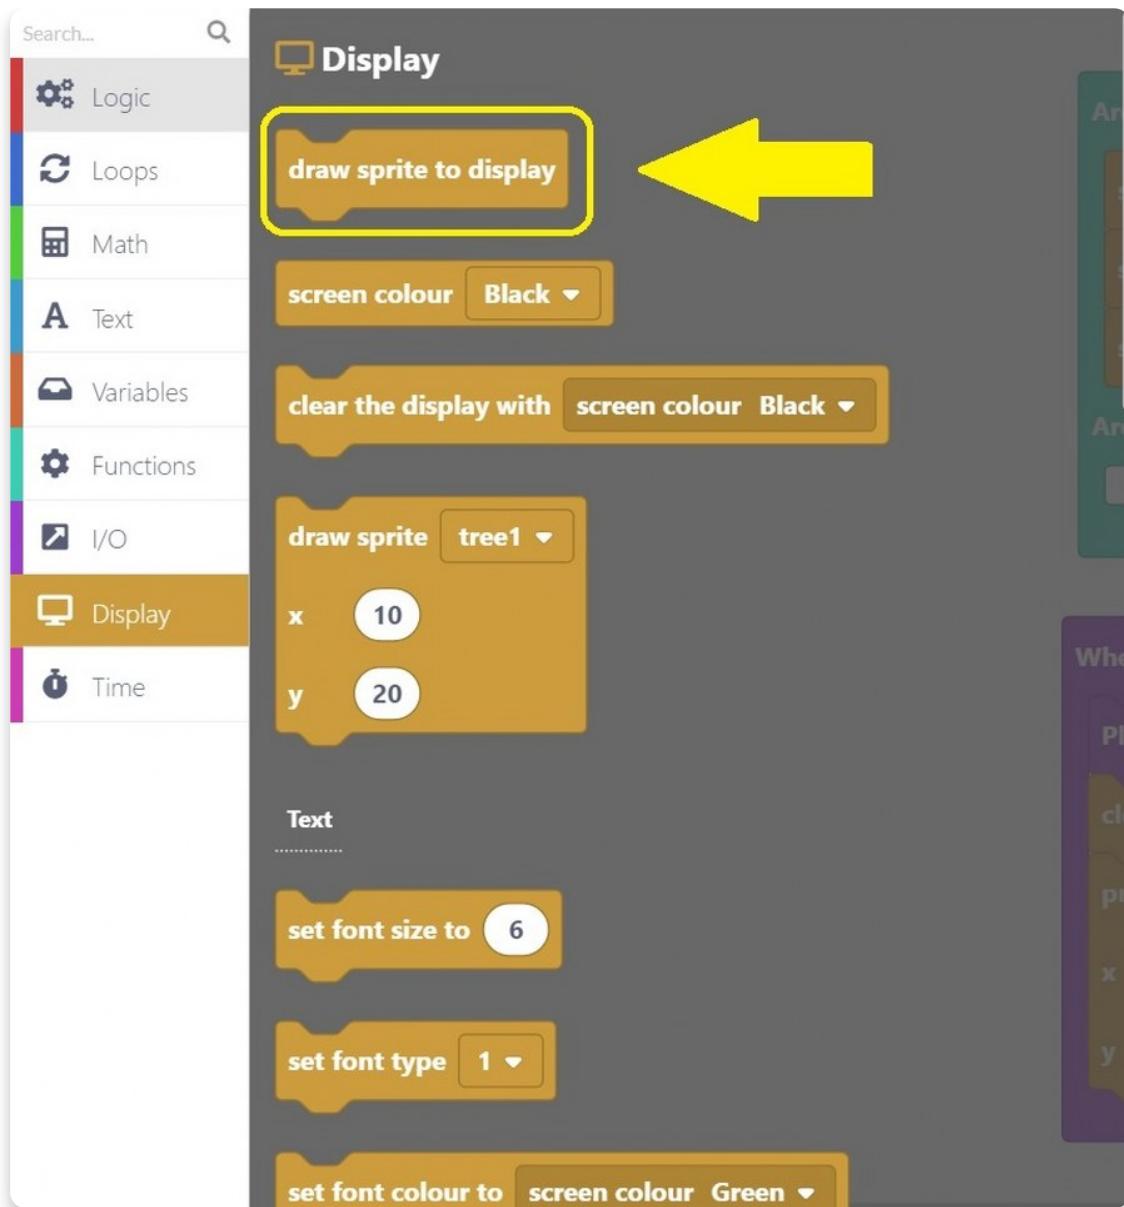 Search...
Logic
Loops
Math
Text
Variables
Functions
I/O
Display
Time
Display
draw sprite to display
screen colour Black
clear the display with screen colour Black
draw sprite tree1
x 10
y 20
Text
set font size to 6
set font type 1
set font colour to screen colour Green
x
y